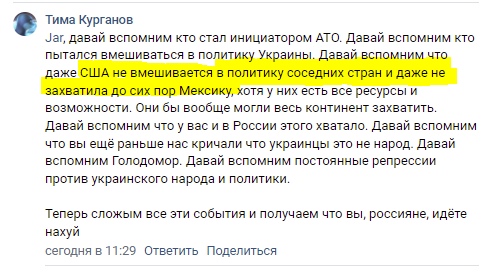 Тима Курганов
Jar, давай вспомним кто стал инициатором АТО. Давай вспомним кто
пытался вмешиваться в политику Украины. Давай вспомним что
даже США не вмешивается в политику соседних стран и даже не
захватила до сих пор Мексику, хотя у них есть все ресурсы и
возможности. Они бы вообще могли весь континент захватить.
Давай вспомним что у вас и в России этого хватало. Давай вспомним
что вы ещё раньше нас кричали что украинцы это не народ. Давай
вспомним Голодомор. Давай вспомним постоянные репрессии
против украинского народа и политики.
Теперь сложым все эти события и получаем что вы, россияне, идёте
нахуй
сегодня в 11:29 Ответить Поделиться